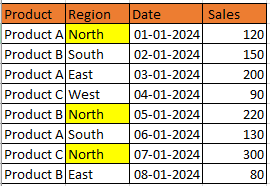 Product Region Date Sales
Product A North 01-01-2024 120
Product B South 02-01-2024 150
Product A East 03-01-2024 200
Product C West 04-01-2024 90
Product B North 05-01-2024 220
Product A South 06-01-2024 130
Product C North 07-01-2024 300
Product B East 08-01-2024 80